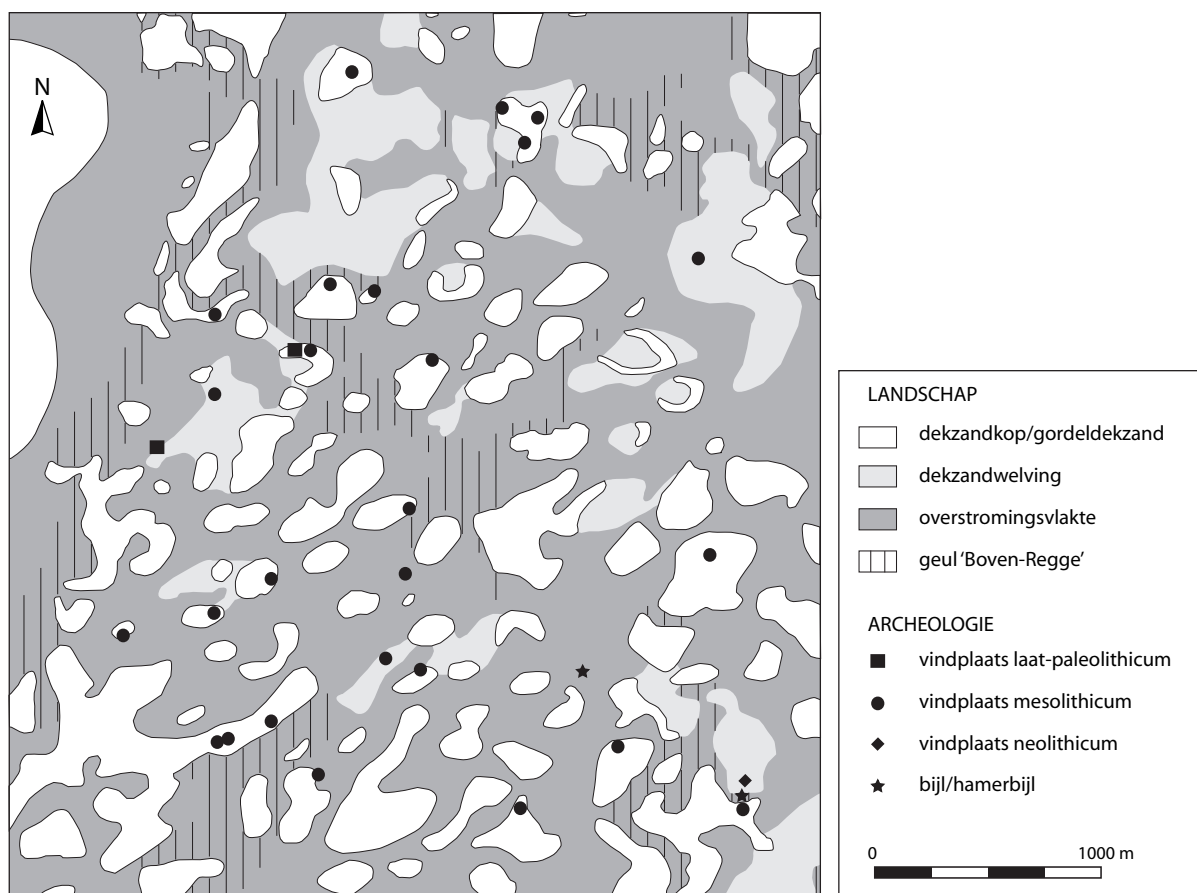 N
LANDSCHAP
dekzandkop/gordeldekzand
dekzandwelving
overstromingsvlakte
geul ‘Boven-Regge’
ARCHEOLOGIE
vindplaats laat-paleolithicum
vindplaats mesolithicum
vindplaats neolithicum
bijl/hamerbijl
0 1000 m